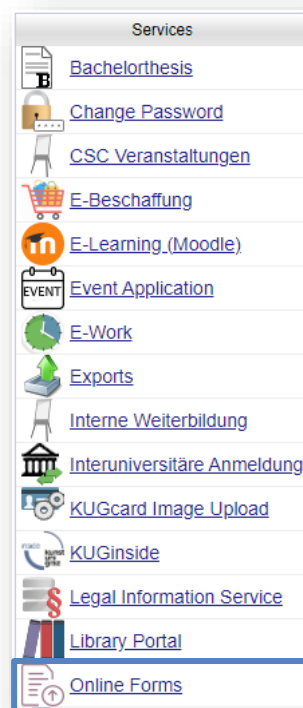 Services
B
Bachelorthesis
Change Password
CSC Veranstaltungen
E-Beschaffung
m
E-Learning (Moodle)
EVENT
Event Application
E-Work
Exports
Interne Weiterbildung
Interuniversitäre Anmeldung
KUGcard Image Upload
KUGinside
§
Legal Information Service
Library Portal
Online Forms